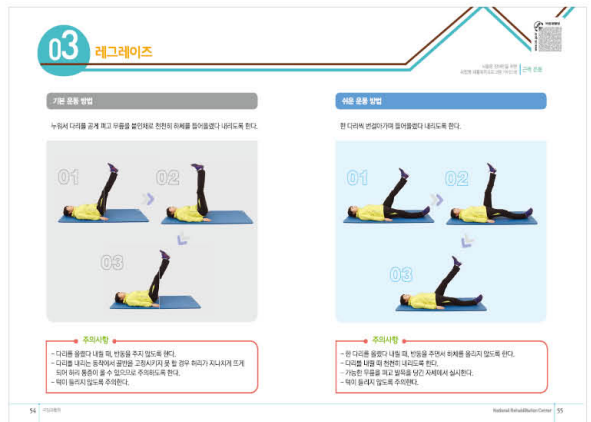 03 레그레이즈
근력 운동
기본 운동 방법
누워서 다리를 곧게 펴고 무릎을 붙인채로 천천히 하체를 들어올렸다 내리도록 한다.
01
02
03
주의사항
- 다리를 올렸다 내릴 때, 반동을 주지 않도록 한다.
- 다리를 내리는 동작에서 골반을 고정시키지 못 할 경우 허리가 지나치게 뜨게
되어 허리 통증이 올 수 있으므로 주의하도록 한다.
- 턱이 들리지 않도록 주의한다.
54
쉬운 운동 방법
한 다리씩 번갈아가며 들어올렸다 내리도록 한다.
01
02
03
주의사항
- 한 다리를 올렸다 내릴 때, 반동을 주면서 하체를 올리지 않도록 한다.
- 다리를 내릴 때 천천히 내리도록 한다.
- 가능한 무릎을 펴고 발목을 당긴 자세에서 실시한다.
- 턱이 들리지 않도록 주의한다.
National Rehabilitation Center 55